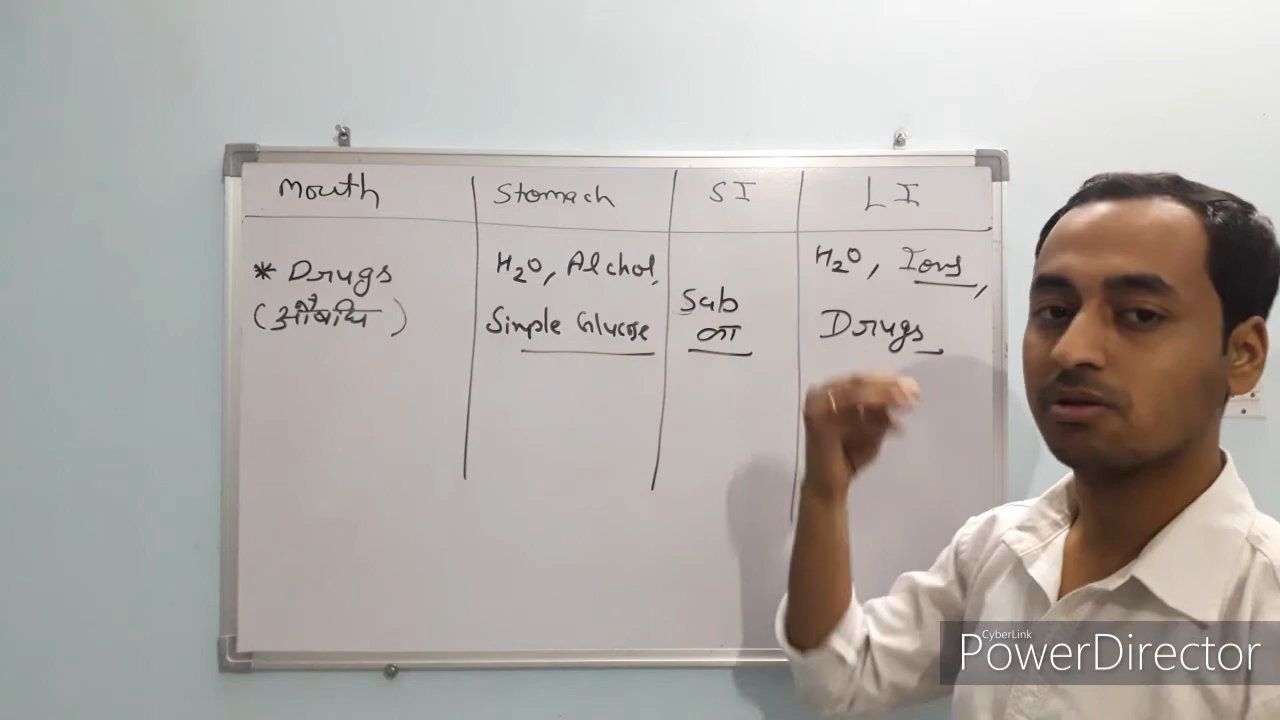 Mouth
Stomach
SI
LI
* Drugs
(औषधि)
H2O, Alchol,
Simple Glucose
Sab
का
H2O, Ions,
Drugs
CyberLink
PowerDirector